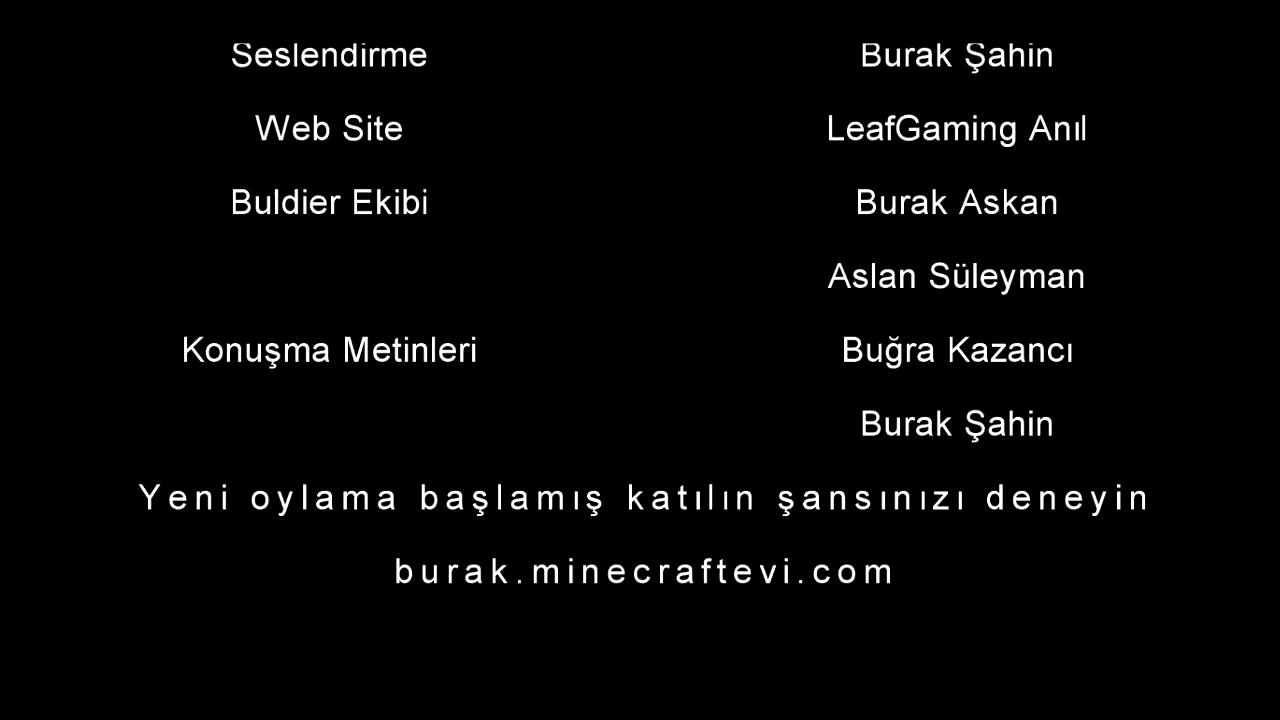 Seslendirme Burak Şahin
Web Site LeafGaming Anıl
Buldier Ekibi Burak Askan
Aslan Süleyman
Konuşma Metinleri Buğra Kazancı
Burak Şahin
Yeni oylama başlamış katılın şansınızı deneyin
burak.minecraftevi.com